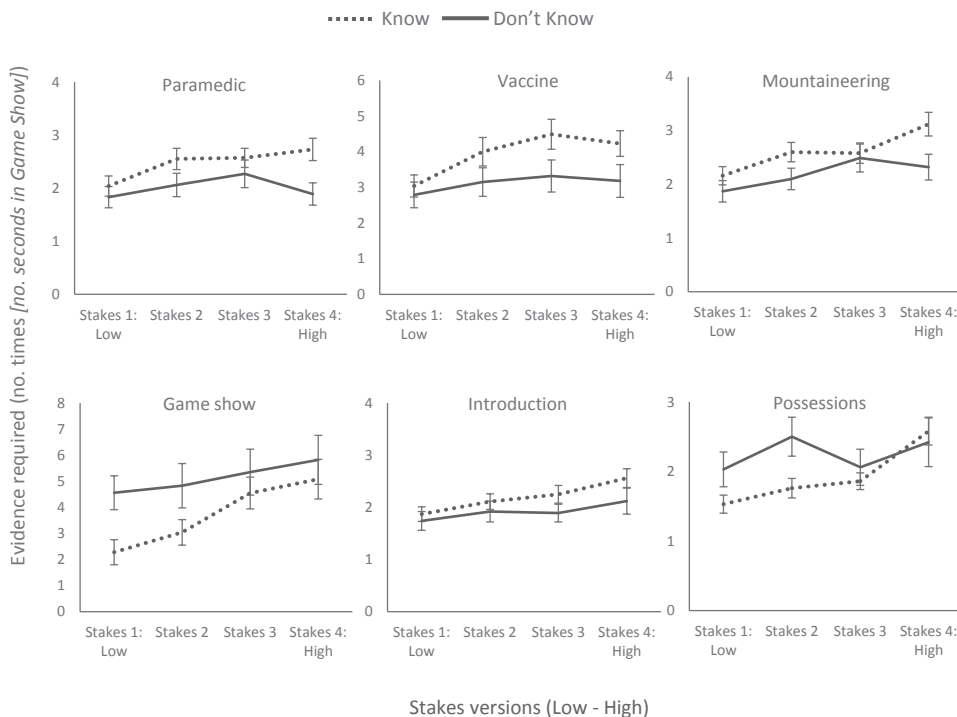 Know Don't Know
Evidence required (no. times [no. seconds in Game Show])
Paramedic
4
3
2
1
0
Stakes 1: Stakes 2 Stakes 3 Stakes 4:
Low High
Vaccine
6
5
4
3
2
1
0
Stakes 1: Stakes 2 Stakes 3 Stakes 4:
Low High
Mountaineering
4
3
2
1
0
Stakes 1: Stakes 2 Stakes 3 Stakes 4:
Low High
Game show
8
7
6
5
4
3
2
1
0
Stakes 1: Stakes 2 Stakes 3 Stakes 4:
Low High
Introduction
4
3
2
1
0
Stakes 1: Stakes 2 Stakes 3 Stakes 4:
Low High
Possessions
3
2
1
0
Stakes 1: Stakes 2 Stakes 3 Stakes 4:
Low High
Stakes versions (Low - High)